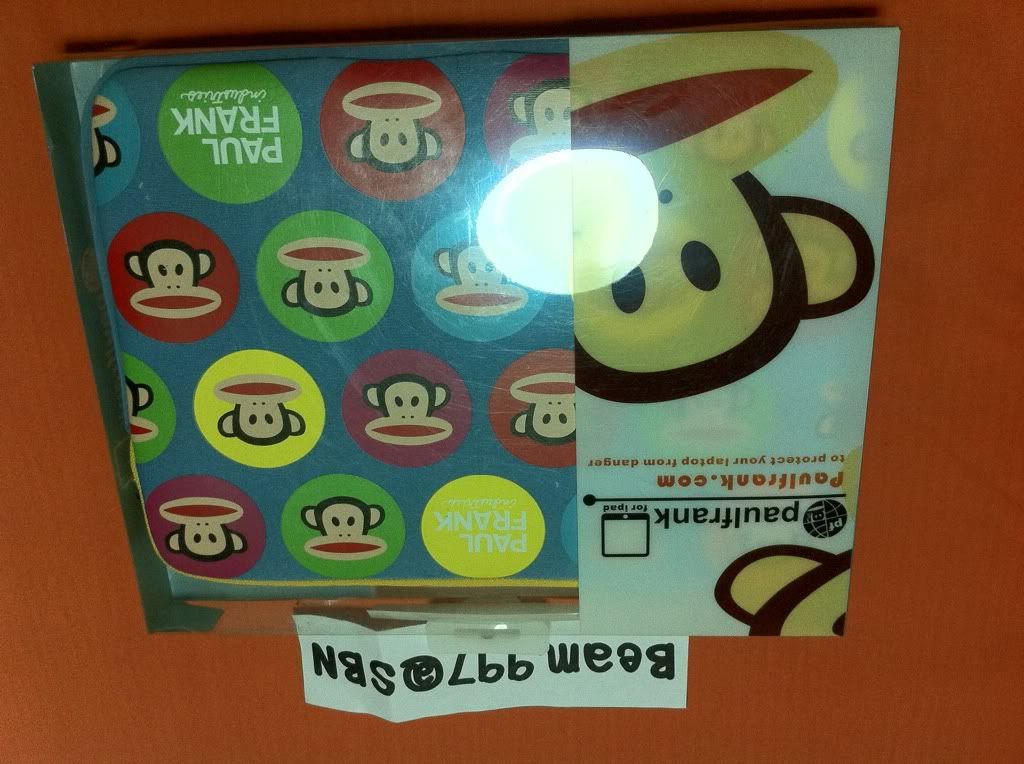 Beam 997@SBN
paulfrank
for ipad
Paulfrank.com
to protect your laptop from danger
PAUL
FRANK
industries
PAUL
FRANK
industries